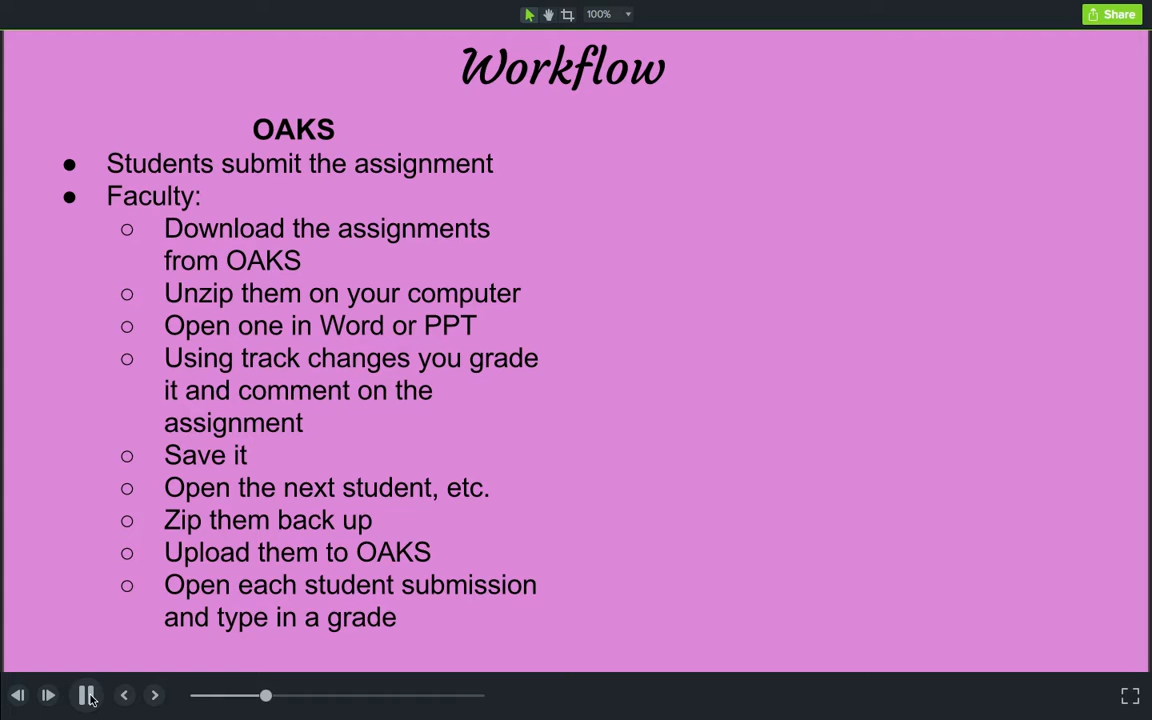 100%
Share
Workflow
OAKS
● Students submit the assignment
● Faculty:
○ Download the assignments
from OAKS
○ Unzip them on your computer
○ Open one in Word or PPT
○ Using track changes you grade
it and comment on the
assignment
○ Save it
○ Open the next student, etc.
○ Zip them back up
○ Upload them to OAKS
○ Open each student submission
and type in a grade